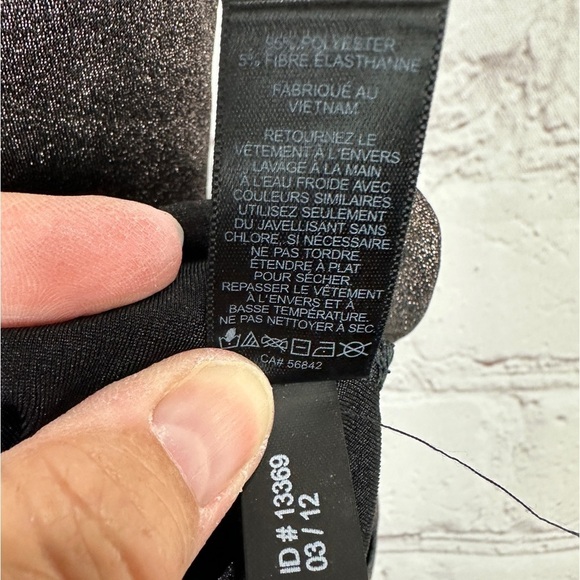 95% POLYESTER
5% FIBRE ÉLASTHANNE
FABRIQUÉ AU
VIETNAM
RETOURNEZ LE
VÊTEMENT À L'ENVERS
LAVAGE À LA MAIN
À L'EAU FROIDE AVEC
COULEURS SIMILAIRES.
UTILISEZ SEULEMENT
DU JAVELLISANT SANS
CHLORE, SI NÉCESSAIRE.
NE PAS TORDRE
ÉTENDRE À PLAT
POUR SÉCHER.
REPASSER LE VÊTEMENT
À L'ENVERS ET À
BASSE TEMPÉRATURE.
NE PAS NETTOYER À SEC.
CA# 56842
ID # 13369
03 / 12